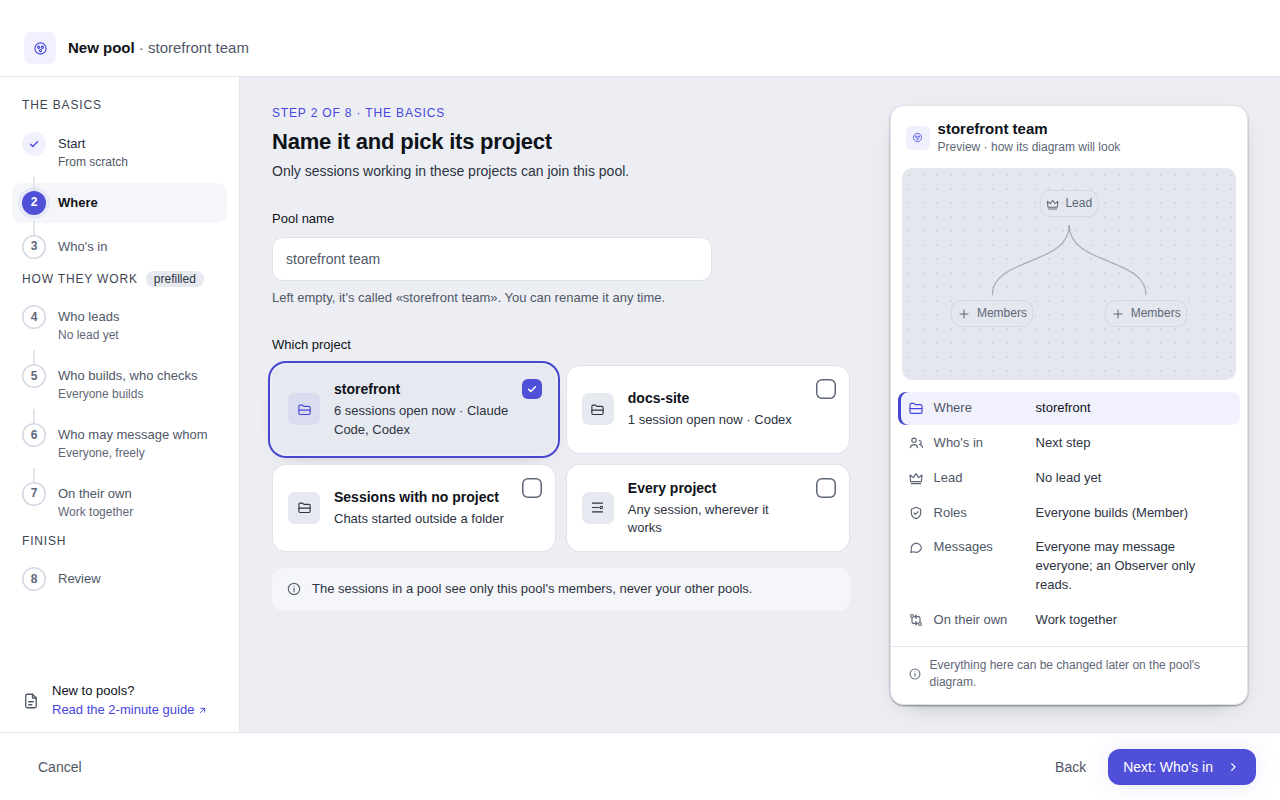 New pool · storefront team
THE BASICS
Start
From scratch
2
Where
3
Who's in
HOW THEY WORK prefilled
4
Who leads
No lead yet
5
Who builds, who checks
Everyone builds
6
Who may message whom
Everyone, freely
7
On their own
Work together
FINISH
8
Review
New to pools?
Read the 2-minute guide
STEP 2 OF 8 · THE BASICS
Name it and pick its project
Only sessions working in these projects can join this pool.
Pool name
storefront team
Left empty, it's called «storefront team». You can rename it any time.
Which project
storefront
6 sessions open now · Claude
Code, Codex
docs-site
1 session open now · Codex
Sessions with no project
Chats started outside a folder
Every project
Any session, wherever it
works
The sessions in a pool see only this pool's members, never your other pools.
storefront team
Preview · how its diagram will look
Lead
Members
Members
Where storefront
Who's in Next step
Lead No lead yet
Roles Everyone builds (Member)
Messages Everyone may message
everyone; an Observer only
reads.
On their own Work together
Everything here can be changed later on the pool's
diagram.
Cancel
Back
Next: Who's in